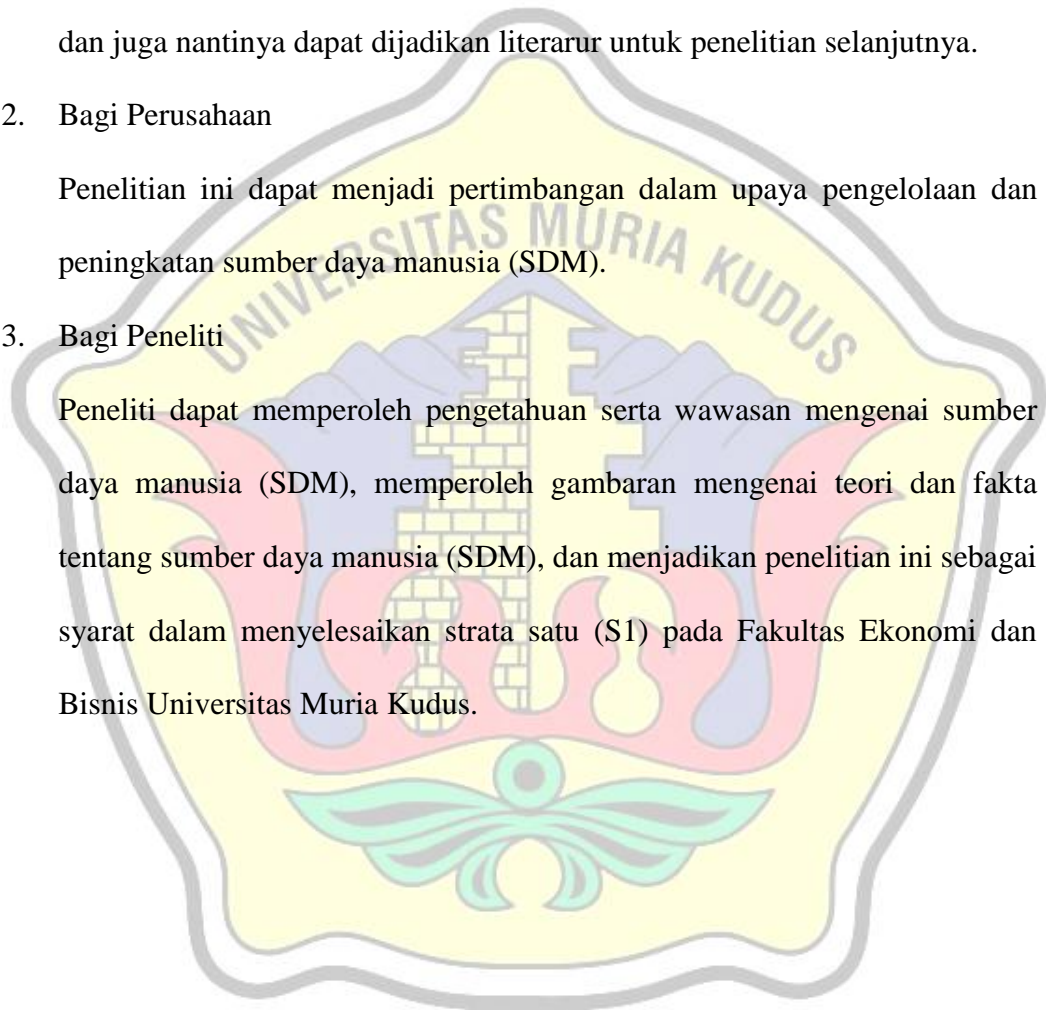 dan juga nantinya dapat dijadikan literarur untuk penelitian selanjutnya.
2. Bagi Perusahaan
Penelitian ini dapat menjadi pertimbangan dalam upaya pengelolaan dan
peningkatan sumber daya manusia (SDM).
UNIVERSITAS MURIA KUDUS
3. Bagi Peneliti
Peneliti dapat memperoleh pengetahuan serta wawasan mengenai sumber
daya manusia (SDM), memperoleh gambaran mengenai teori dan fakta
tentang sumber daya manusia (SDM), dan menjadikan penelitian ini sebagai
syarat dalam menyelesaikan strata satu (S1) pada Fakultas Ekonomi dan
Bisnis Universitas Muria Kudus.